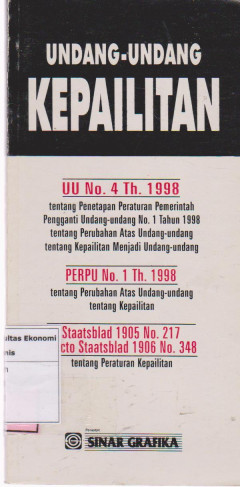 UNDANG-UNDANG
KEPAILITAN
UU No. 4 Th. 1998
tentang Penetapan Peraturan Pemerintah
Pengganti Undang-undang No. 1 Tahun 1998
tentang Perubahan Atas Undang-undang
tentang Kepailitan Menjadi Undang-undang
PERPU No. 1 Th. 1998
tentang Perubahan Atas Undang-undang
tentang Kepailitan
ultas Ekonomi
nis
Staatsblad 1905 No. 217
cto Staatsblad 1906 No. 348
tentang Peraturan Kepailitan
Penerbit
SINAR GRAFIKA